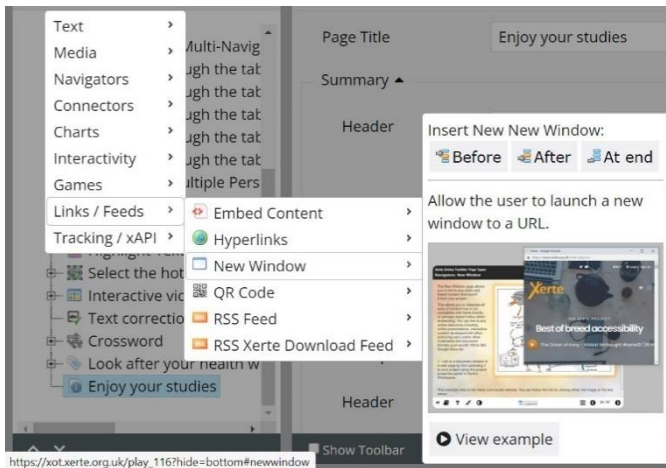 Text
Media
Navigators
Connectors
Charts
Interactivity
Games
Links / Feeds
Tracking / xAPI
Multi-Navig
ugh the tab
ugh the tab
ugh the tab
ugh the tab
ultiple Pers
Select the hot
Interactive vic
Text correctio
Crossword
Look after your health w
Enjoy your studies
Embed Content
Hyperlinks
New Window
QR Code
RSS Feed
RSS Xerte Download Feed
Page Title
Enjoy your studies
Summary
Header
Header
Show Toolbar
Insert New New Window:
Before
After
At end
Allow the user to launch a new
window to a URL.
Xerte
Best of breed accessibility
View example
https://xot.xerte.org.uk/play_116?hide=bottom#newwindow